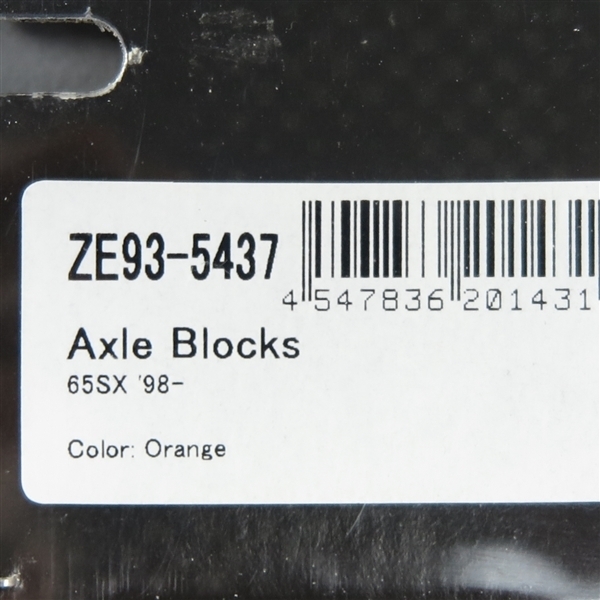 ZE93-5437
4 547836 201431
Axle Blocks
65SX '98-
Color: Orange